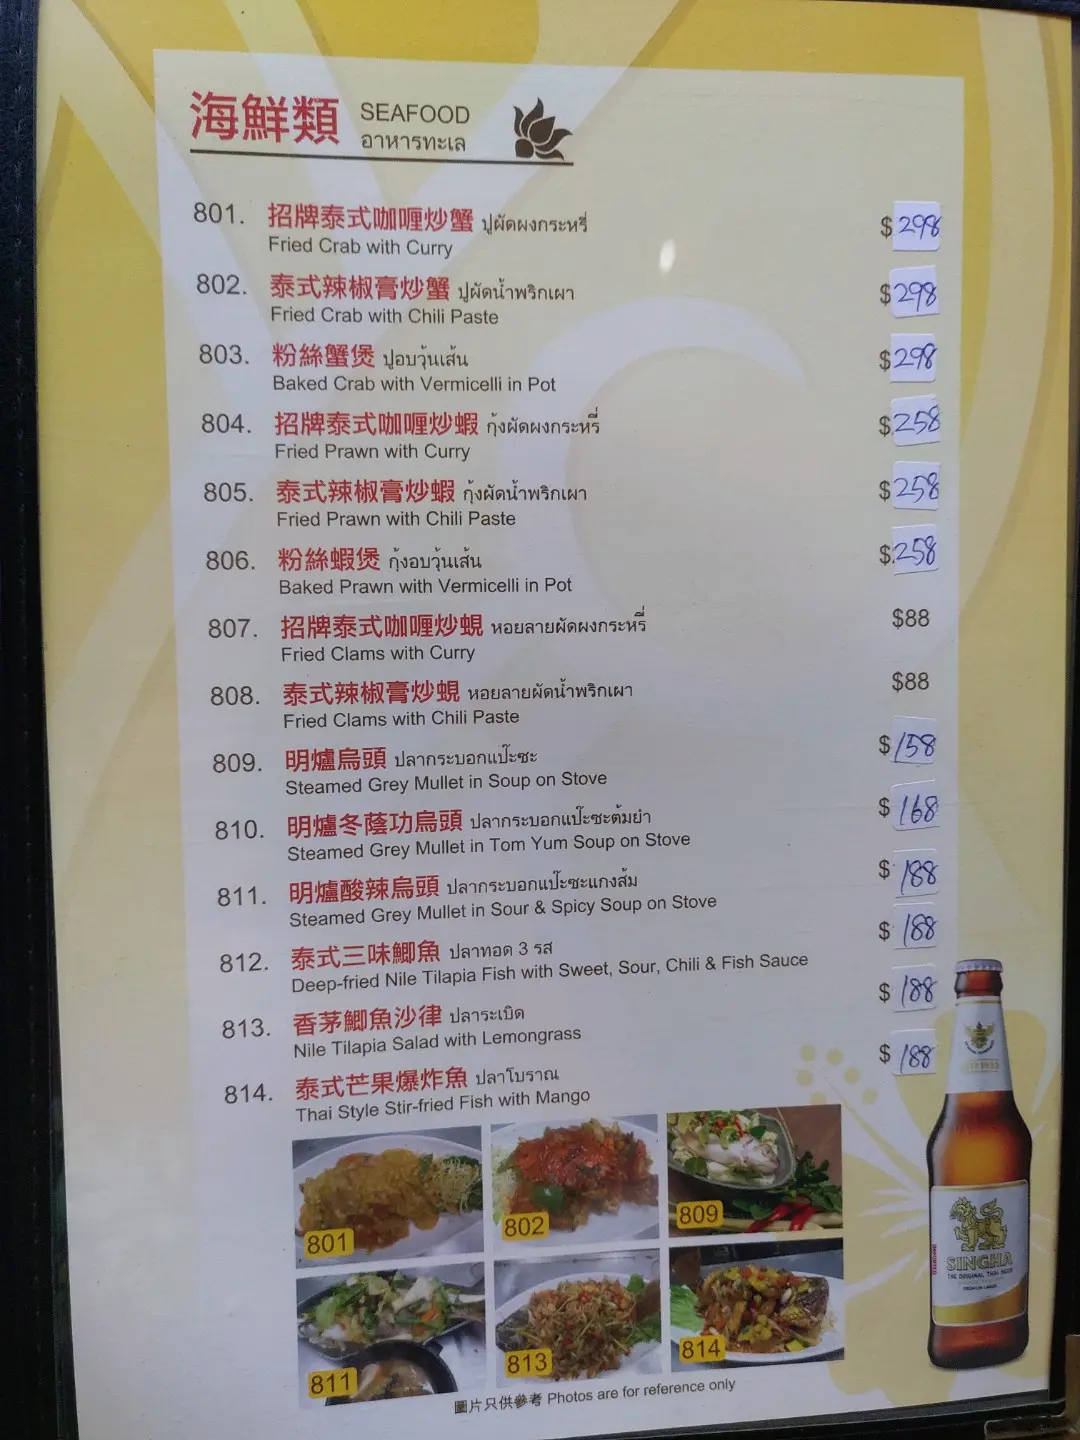 海鮮類 SEAFOOD
อาหารทะเล
801. 招牌泰式咖喱炒蟹 ปูผัดผงกระหรี่ $298
Fried Crab with Curry
802. 泰式辣椒膏炒蟹 ปูผัดน้ำพริกเผา $298
Fried Crab with Chili Paste
803. 粉絲蟹煲 ปูอบวุ้นเส้น $298
Baked Crab with Vermicelli in Pot
804. 招牌泰式咖喱炒蝦 กุ้งผัดผงกระหรี่ $258
Fried Prawn with Curry
805. 泰式辣椒膏炒蝦 กุ้งผัดน้ำพริกเผา $258
Fried Prawn with Chili Paste
806. 粉絲蝦煲 กุ้งอบวุ้นเส้น $258
Baked Prawn with Vermicelli in Pot
807. 招牌泰式咖喱炒蜆 หอยลายผัดผงกระหรี่ $88
Fried Clams with Curry
808. 泰式辣椒膏炒蜆 หอยลายผัดน้ำพริกเผา $88
Fried Clams with Chili Paste
809. 明爐烏頭 ปลากระบอกแป๊ะซะ $158
Steamed Grey Mullet in Soup on Stove
810. 明爐冬蔭功烏頭 ปลากระบอกแป๊ะซะต้มยำ $168
Steamed Grey Mullet in Tom Yum Soup on Stove
811. 明爐酸辣烏頭 ปลากระบอกแป๊ะซะแกงส้ม $188
Steamed Grey Mullet in Sour & Spicy Soup on Stove
812. 泰式三味鯽魚 ปลาทอด 3 รส $188
Deep-fried Nile Tilapia Fish with Sweet, Sour, Chili & Fish Sauce
813. 香茅鯽魚沙律 ปลาระเบิด $188
Nile Tilapia Salad with Lemongrass
814. 泰式芒果爆炸魚 ปลาโบราณ $188
Thai Style Stir-fried Fish with Mango
801
802
809
811
813
814
SINGHA
THE ORIGINAL THAI BEER
PREMIUM LAGER
圖片只供參考 Photos are for reference only